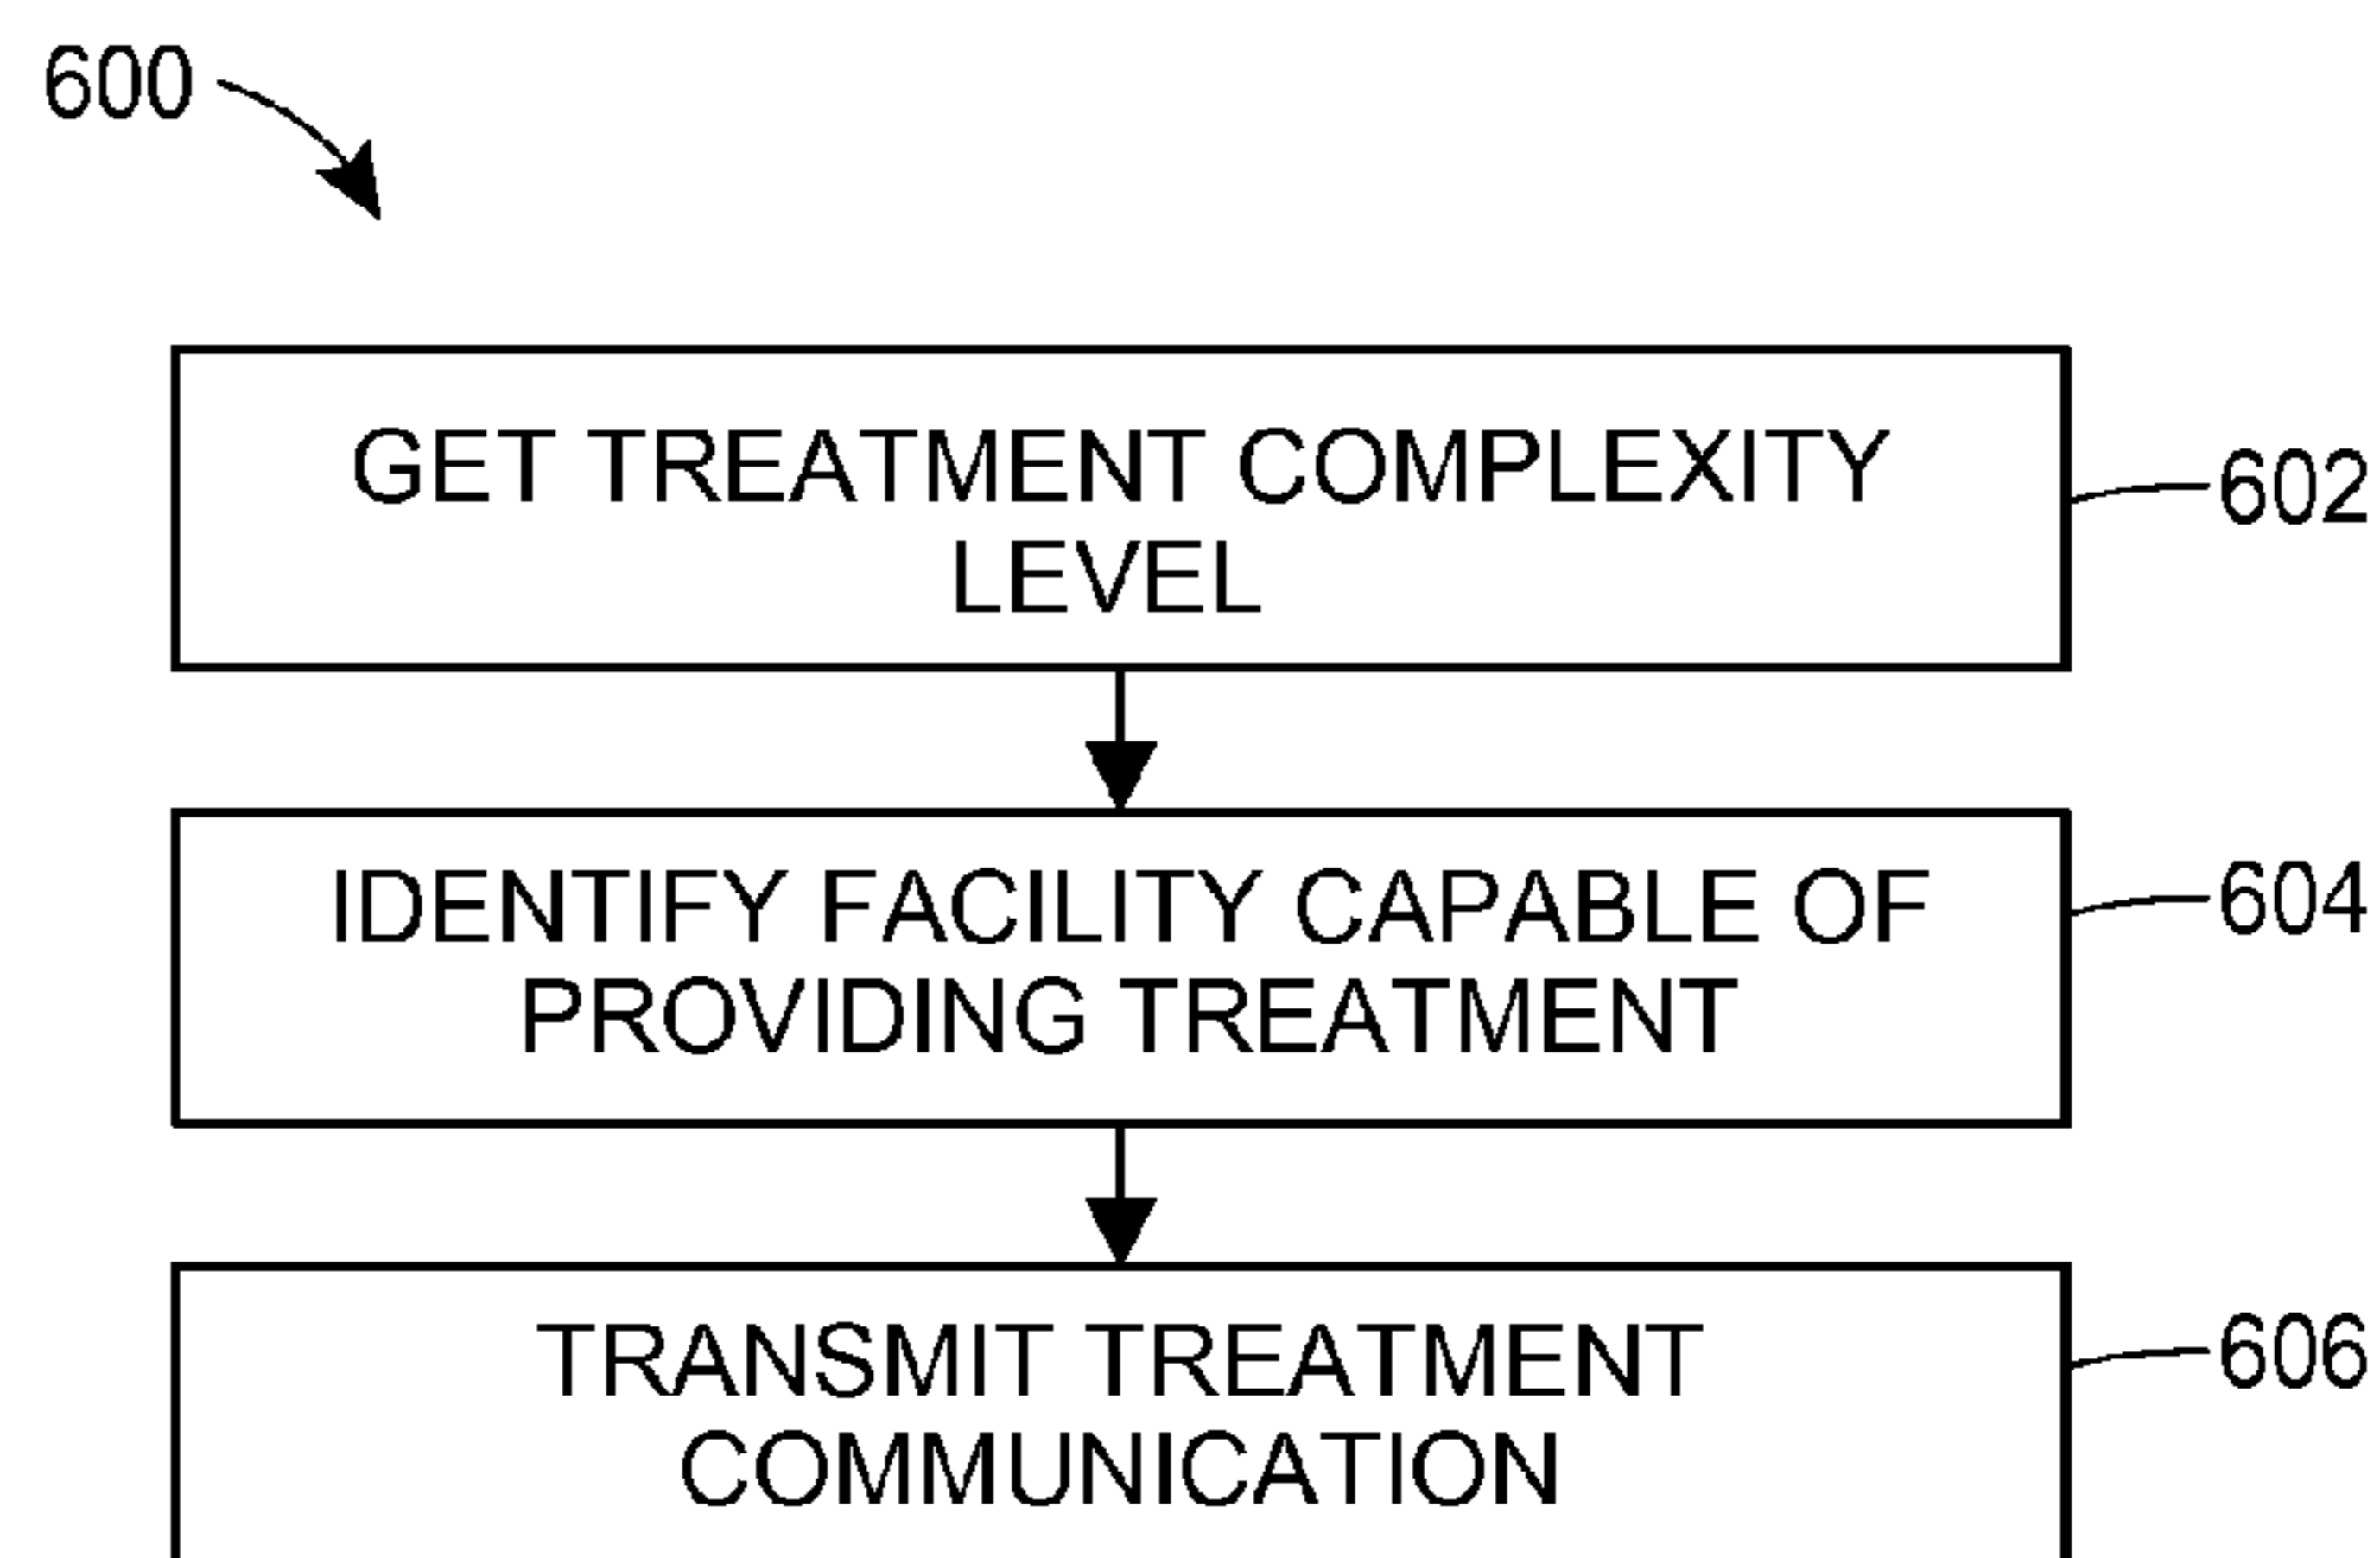 600
GET TREATMENT COMPLEXITY
LEVEL
602
IDENTIFY FACILITY CAPABLE OF
PROVIDING TREATMENT
604
TRANSMIT TREATMENT
COMMUNICATION
606